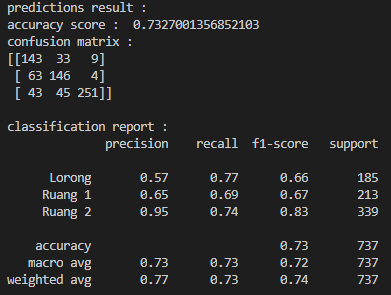 predictions result :
accuracy score :  0.7327001356852103
confusion matrix :
[[143  33   9]
 [ 63 146   4]
 [ 43  45 251]]
classification report :
              precision    recall  f1-score   support
      Lorong       0.57      0.77      0.66       185
     Ruang 1       0.65      0.69      0.67       213
     Ruang 2       0.95      0.74      0.83       339
    accuracy                           0.73       737
   macro avg       0.73      0.73      0.72       737
weighted avg       0.77      0.73      0.74       737